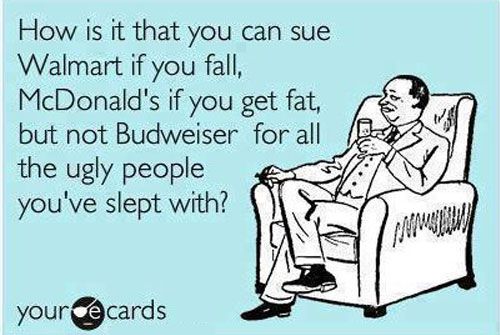 How is it that you can sue
Walmart if you fall,
McDonald's if you get fat,
but not Budweiser for all
the ugly people
you've slept with?
your e cards